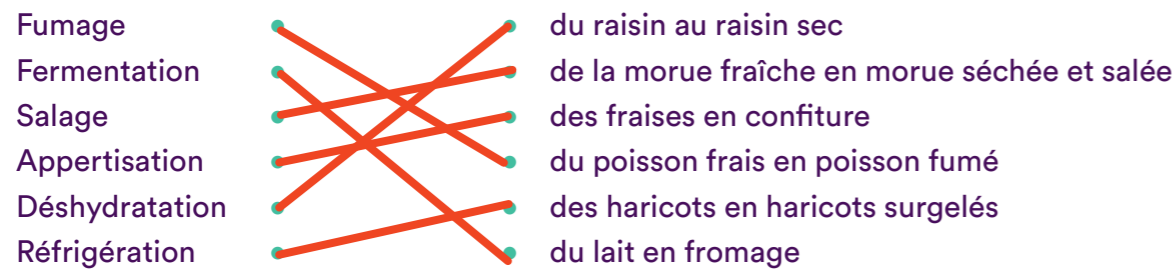 Fumage
du raisin au raisin sec
Fermentation
de la morue fraîche en morue séchée et salée
Salage
des fraises en confiture
Appertisation
du poisson frais en poisson fumé
Déshydratation
des haricots en haricots surgelés
Réfrigération
du lait en fromage